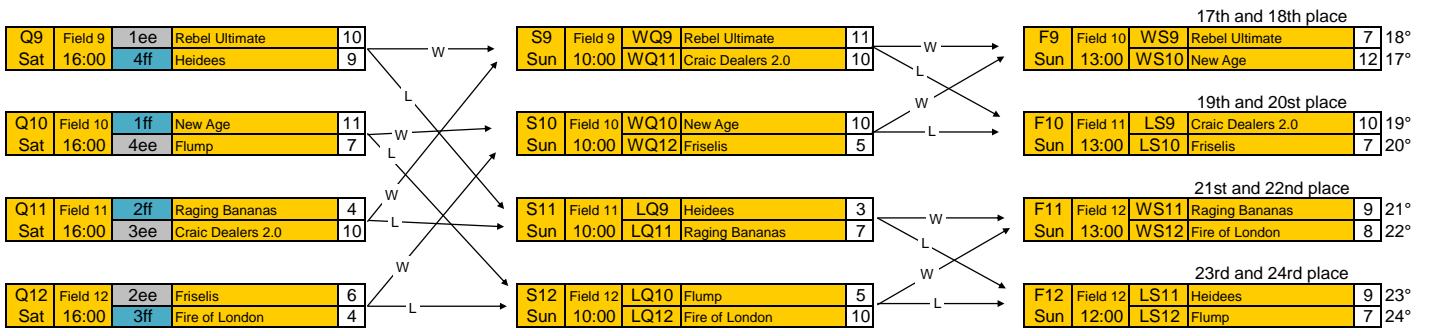 17th and 18th place
Q9 Field 9 1ee Rebel Ultimate 10 S9 Field 9 WQ9 Rebel Ultimate 11 F9 Field 10 WS9 Rebel Ultimate 7 18°
W W
Sat 16:00 4ff Heidees 9 Sun 10:00 WQ11 Craic Dealers 2.0 10 Sun 13:00 WS10 New Age 12 17°
L
L W 19th and 20st place
Q10 Field 10 1ff New Age 11 S10 Field 10 WQ10 New Age 10 F10 Field 11 LS9 Craic Dealers 2.0 10 19°
W L
Sat 16:00 4ee Flump 7 Sun 10:00 WQ12 Friselis 5 Sun 13:00 LS10 Friselis 7 20°
L
W 21st and 22nd place
Q11 Field 11 2ff Raging Bananas 4 S11 Field 11 LQ9 Heidees 3 F11 Field 12 WS11 Raging Bananas 9 21°
L W
Sat 16:00 3ee Craic Dealers 2.0 10 Sun 10:00 LQ11 Raging Bananas 7 Sun 13:00 WS12 Fire of London 8 22°
L
W W 23rd and 24rd place
Q12 Field 12 2ee Friselis 6 S12 Field 12 LQ10 Flump 5 F12 Field 12 LS11 Heidees 9 23°
L L
Sat 16:00 3ff Fire of London 4 Sun 10:00 LQ12 Fire of London 10 Sun 12:00 LS12 Flump 7 24°